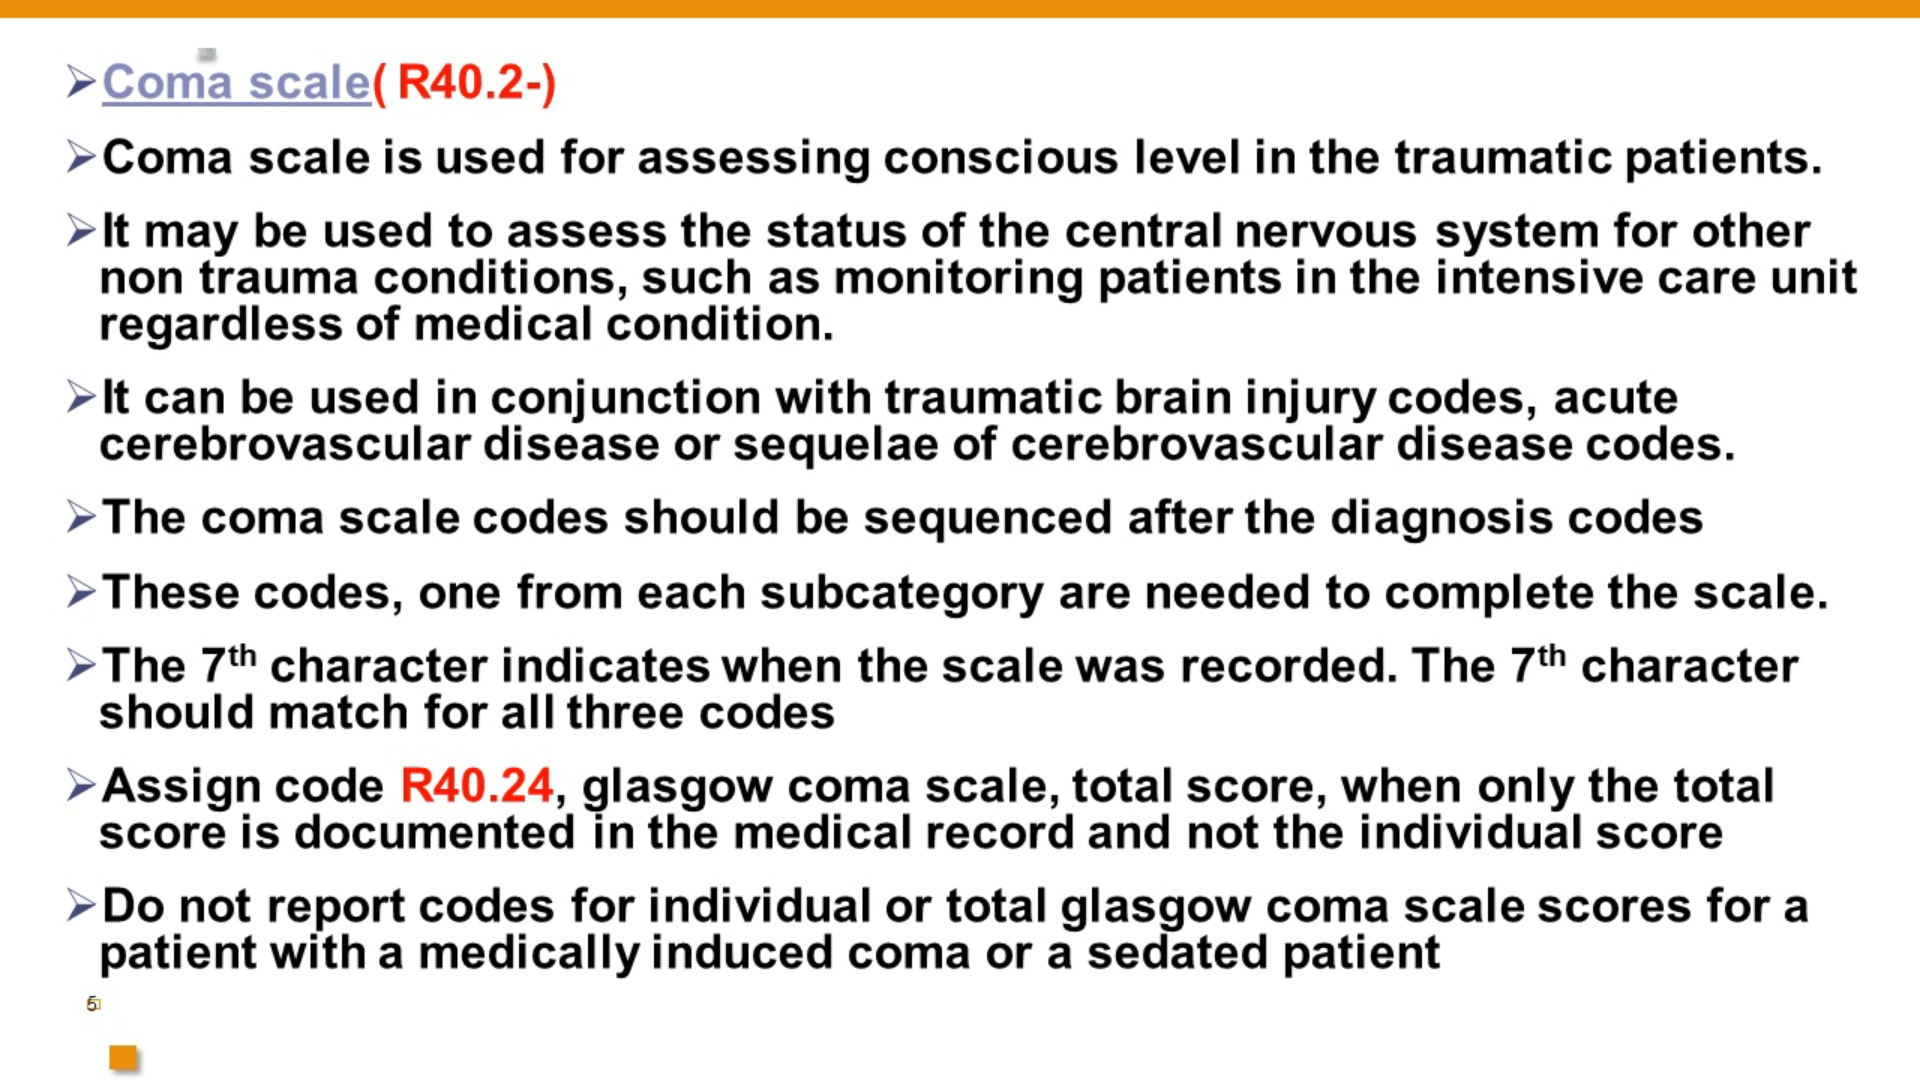 Coma scale( R40.2-)
Coma scale is used for assessing conscious level in the traumatic patients.
It may be used to assess the status of the central nervous system for other
non trauma conditions, such as monitoring patients in the intensive care unit
regardless of medical condition.
It can be used in conjunction with traumatic brain injury codes, acute
cerebrovascular disease or sequelae of cerebrovascular disease codes.
The coma scale codes should be sequenced after the diagnosis codes
These codes, one from each subcategory are needed to complete the scale.
The 7th character indicates when the scale was recorded. The 7th character
should match for all three codes
Assign code R40.24, glasgow coma scale, total score, when only the total
score is documented in the medical record and not the individual score
Do not report codes for individual or total glasgow coma scale scores for a
patient with a medically induced coma or a sedated patient